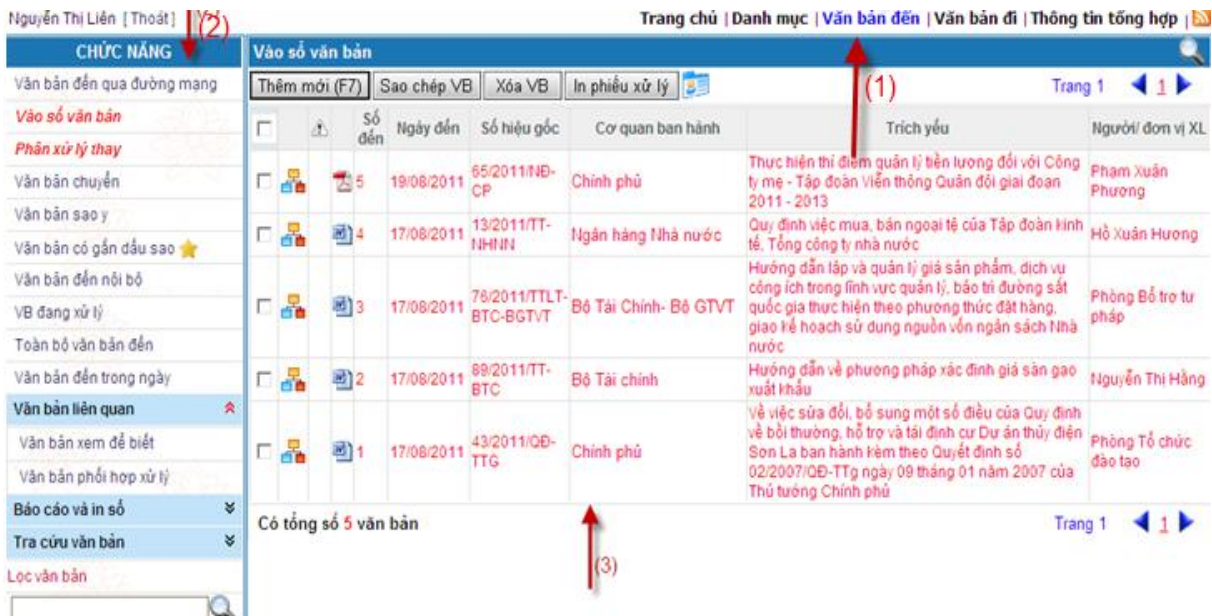 Nguyễn Thị Liên [Thoát]
(2)
Trang chủ | Danh mục | Văn bản đến | Văn bản đi | Thông tin tổng hợp |
CHỨC NĂNG
Vào sổ văn bản
Văn bản đến qua đường mạng
Thêm mới (F7) Sao chép VB Xóa VB In phiếu xử lý
(1)
Trang 1 1
Vào sổ văn bản
Phân xử lý thay
Văn bản chuyển
Văn bản sao y
Văn bản có gắn dấu sao
Văn bản đến nội bộ
VB đang xử lý
Toàn bộ văn bản đến
Văn bản đến trong ngày
Văn bản liên quan
Văn bản xem để biết
Văn bản phối hợp xử lý
Báo cáo và in sổ
Tra cứu văn bản
Lọc văn bản
Số đến Ngày đến Số hiệu gốc Cơ quan ban hành Trích yếu Người/ đơn vị XL
5 19/08/2011 65/2011/NĐ-CP Chính phủ
Thực hiện thí điểm quản lý tiền lương đối với Công
ty mẹ - Tập đoàn Viễn thông Quân đội giai đoạn
2011 - 2013
Phạm Xuân
Phương
4 17/08/2011 13/2011/TT-NHNN Ngân hàng Nhà nước
Quy định việc mua, bán ngoại tệ của Tập đoàn kinh
tế, Tổng công ty nhà nước
Hồ Xuân Hương
3 17/08/2011 76/2011/TTLT-BTC-BGTVT Bộ Tài Chính- Bộ GTVT
Hướng dẫn lập và quản lý giá sản phẩm, dịch vụ
công ích trong lĩnh vực quản lý, bảo trì đường sắt
quốc gia thực hiện theo phương thức đặt hàng,
giao kế hoạch sử dụng nguồn vốn ngân sách Nhà
nước
Phòng Bổ trợ tư
pháp
2 17/08/2011 89/2011/TT-BTC Bộ Tài chính
Hướng dẫn về phương pháp xác định giá sàn gạo
xuất khẩu
Nguyễn Thị Hằng
1 17/08/2011 43/2011/QĐ-TTG Chính phủ
Về việc sửa đổi, bổ sung một số điều của Quy định
về bồi thường, hỗ trợ và tái định cư Dự án thủy điện
Sơn La ban hành kèm theo Quyết định số
02/2007/QĐ-TTg ngày 09 tháng 01 năm 2007 của
Thủ tướng Chính phủ
Phòng Tổ chức
đào tạo
Có tổng số 5 văn bản
Trang 1 1
(3)